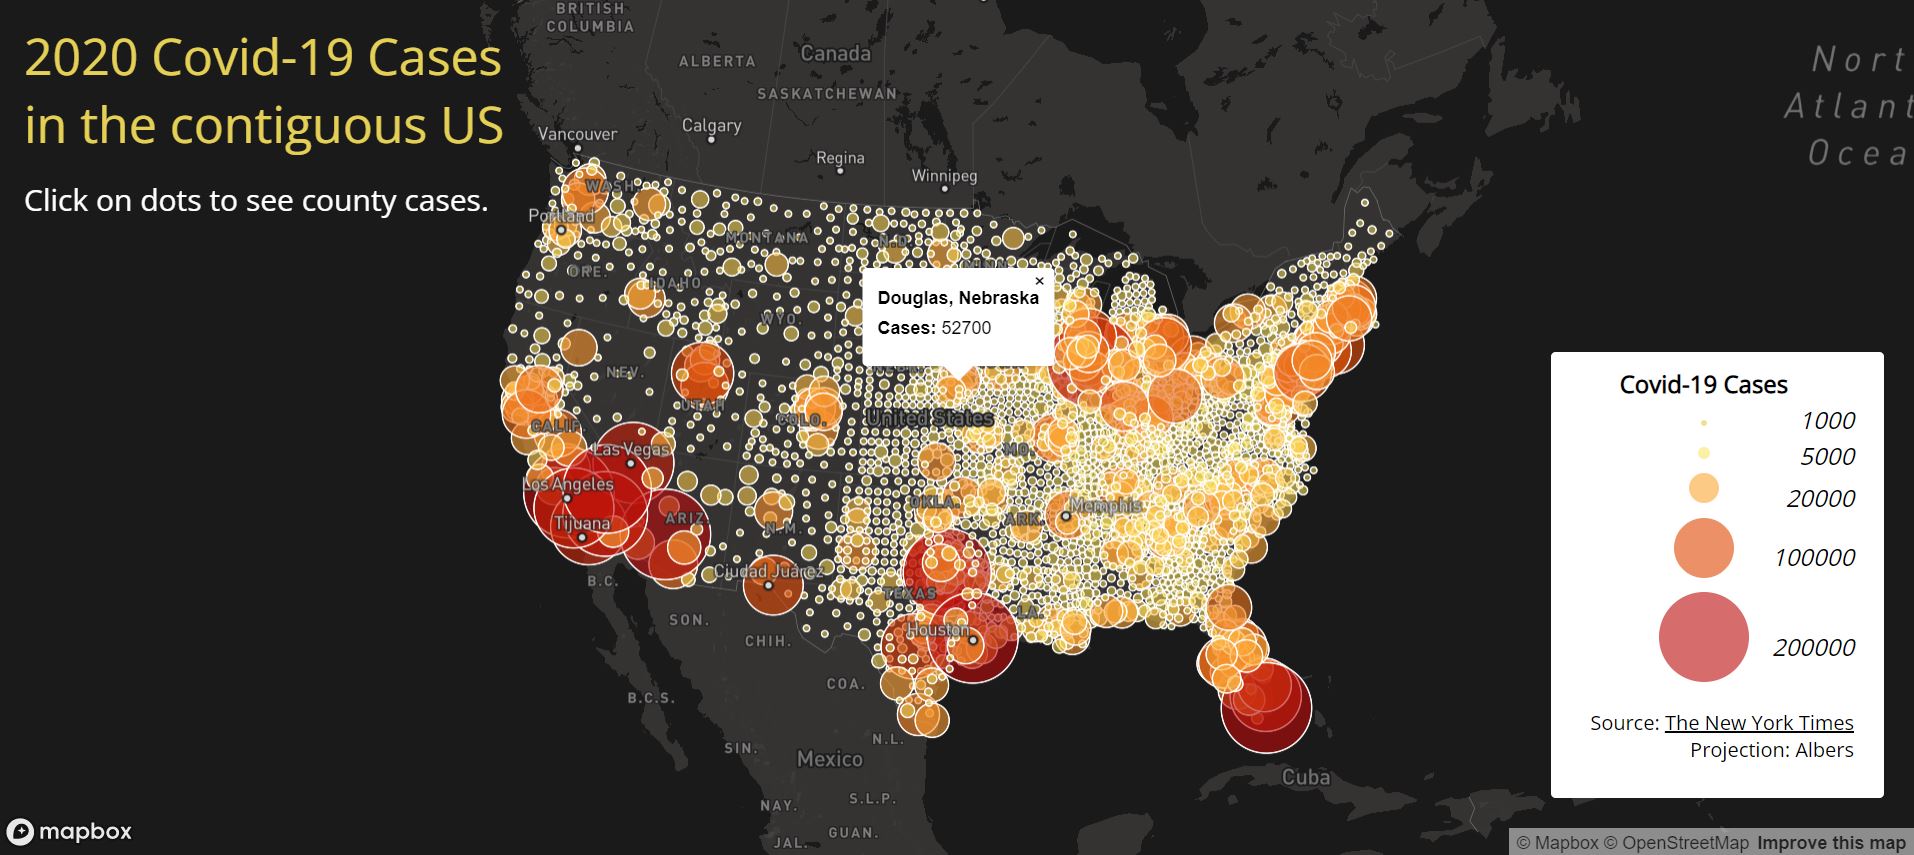 2020 Covid-19 Cases
in the contiguous US
Click on dots to see county cases.
BRITISH
COLUMBIA
ALBERTA
Canada
SASKATCHEWAN
Vancouver
Calgary
Regina
Winnipeg
Nort
Atlant
Ocea
WASH.
Portland
MONTANA
N.D.
MINN.
ORE.
IDAHO
WYO.
×
Douglas, Nebraska
Cases: 52700
NEV.
UTAH
COLO.
United States
CALIF.
MO.
Las Vegas
Los Angeles
Tijuana
ARIZ.
N.M.
OKLA.
ARK.
Memphis
B.C.
Ciudad Juárez
TEXAS
LA.
SON.
CHIH.
Houston
COA.
B.C.S.
SIN.
N.L.
Mexico
Cuba
NAY.
S.L.P.
GUAN.
JAL.
Covid-19 Cases
1000
5000
20000
100000
200000
Source: The New York Times
Projection: Albers
mapbox
© Mapbox © OpenStreetMap Improve this map